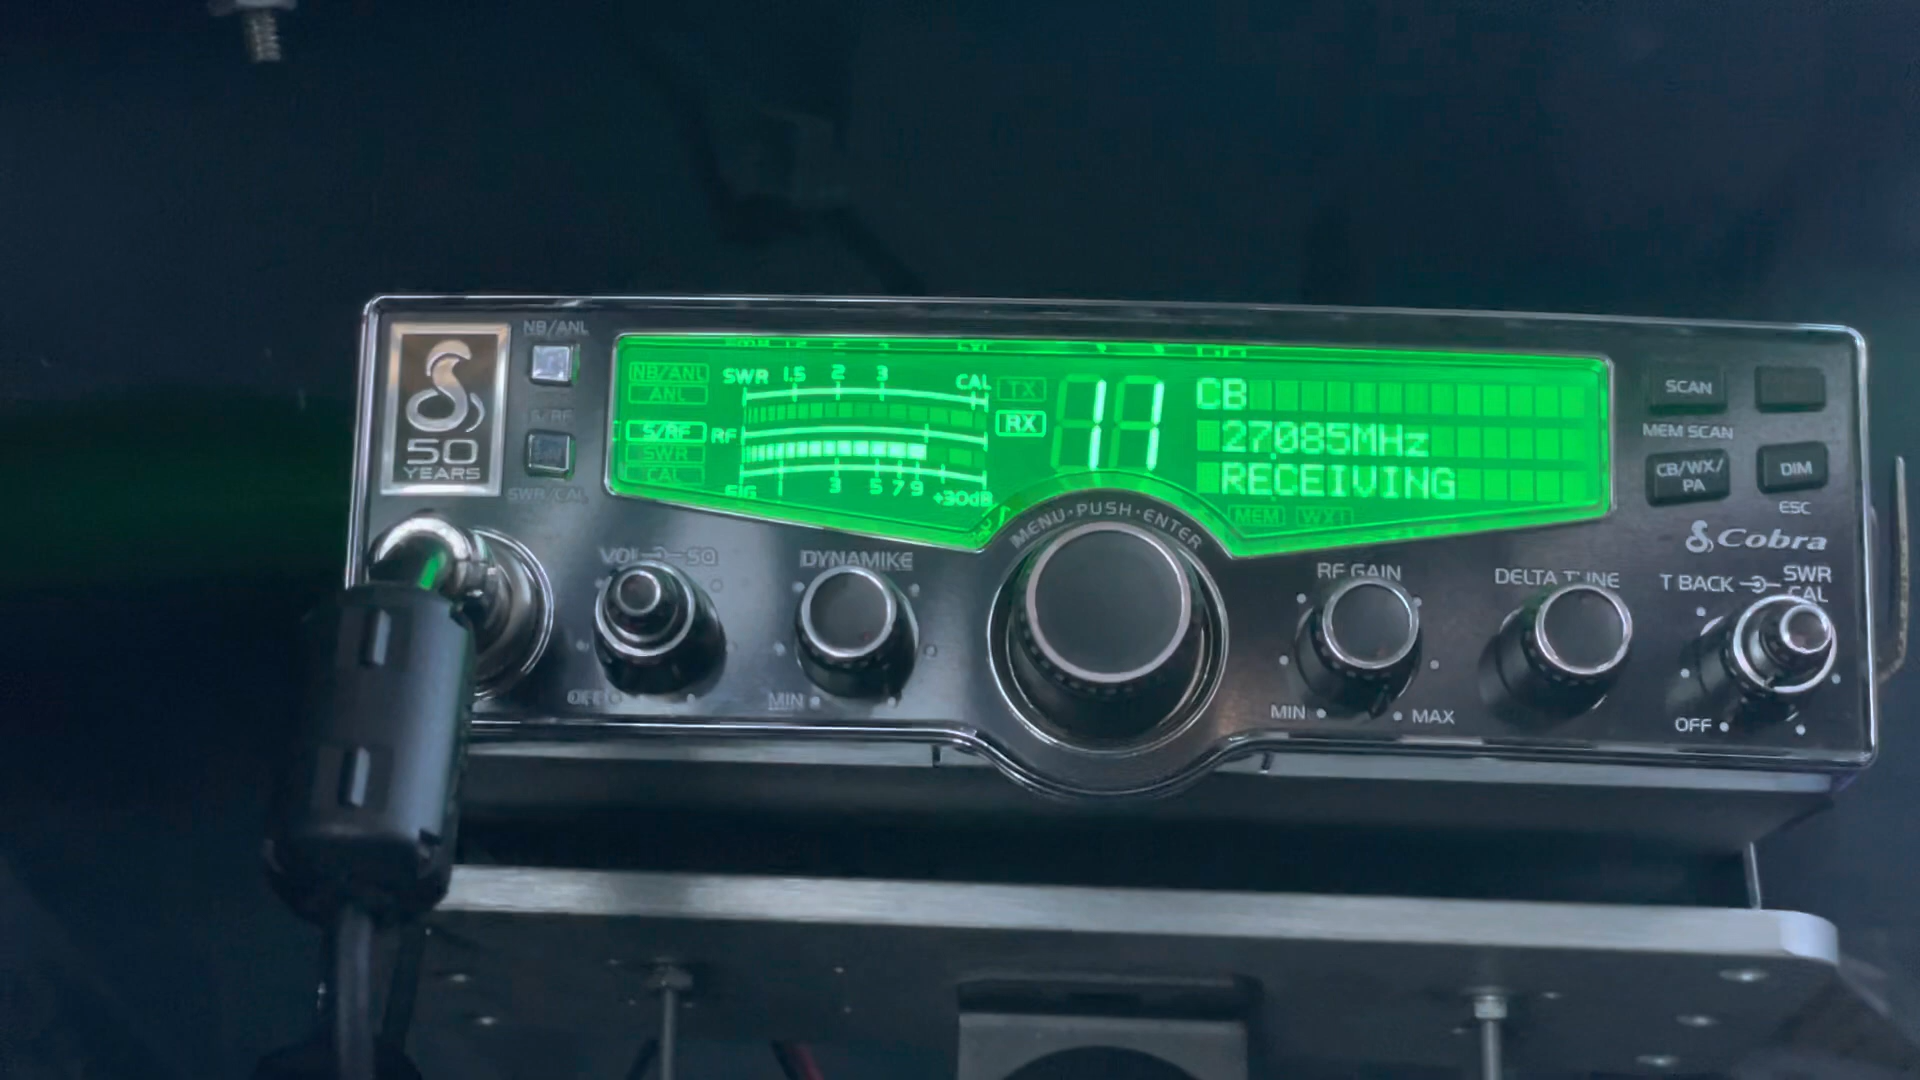 NB/ANL
S/RF
SWR/CAL
50
YEARS
NB/ANL
ANL
S/RF
SWR
CAL
SWR 1.5 2 3 CAL
RF
SIG 3 5 7 9 +30dB
TX
RX
11
CB
27.085MHz
RECEIVING
MEM WX
SCAN
MEM SCAN
CB/WX/
PA
DIM
ESC
Cobra
VOL SQ
OFF
DYNAMIKE
MIN
MENU·PUSH·ENTER
RF GAIN
MIN MAX
DELTA TUNE
T BACK
SWR
CAL
OFF